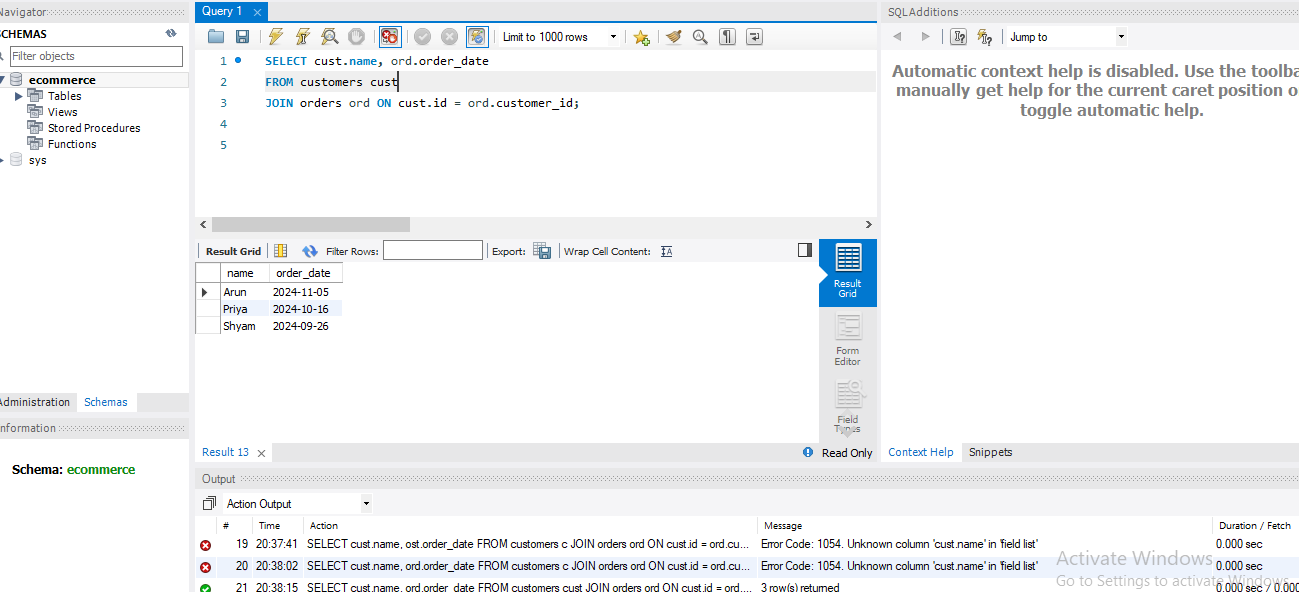 Navigator
SCHEMAS
Filter objects
ecommerce
Tables
Views
Stored Procedures
Functions
sys
Administration Schemas
Information
Schema: ecommerce
Query 1
Limit to 1000 rows
1 SELECT cust.name, ord.order_date
2 FROM customers cust
3 JOIN orders ord ON cust.id = ord.customer_id;
4
5
Result Grid Filter Rows: Export: Wrap Cell Content:
name order_date
Arun 2024-11-05
Priya 2024-10-16
Shyam 2024-09-26
Result
Grid
Form
Editor
Field
Types
Result 13 Read Only
SQLAdditions
Jump to
Automatic context help is disabled. Use the toolba
manually get help for the current caret position o
toggle automatic help.
Context Help Snippets
Output
Action Output
# Time Action Message Duration / Fetch
19 20:37:41 SELECT cust.name, ost.order_date FROM customers c JOIN orders ord ON cust.id = ord.cu... Error Code: 1054. Unknown column 'cust.name' in 'field list' 0.000 sec
20 20:38:02 SELECT cust.name, ord.order_date FROM customers c JOIN orders ord ON cust.id = ord.cu... Error Code: 1054. Unknown column 'cust.name' in 'field list' 0.000 sec
21 20:38:15 SELECT cust.name, ord.order_date FROM customers cust JOIN orders ord ON cust.id = ord.... 3 row(s) returned 0.000 sec / 0.000
Activate Windows
Go to Settings to activate Windows.